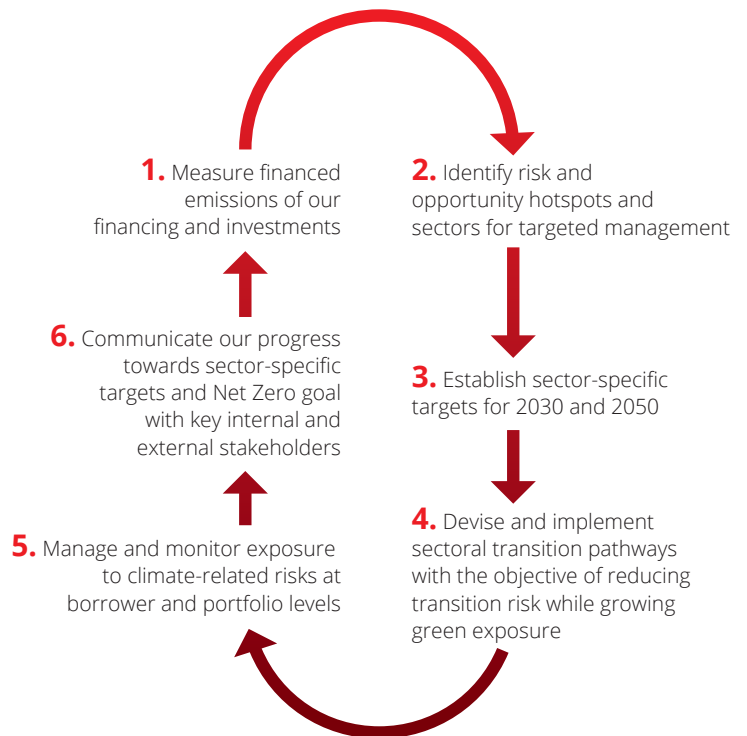 1. Measure financed
emissions of our
financing and investments
2. Identify risk and
opportunity hotspots and
sectors for targeted management
3. Establish sector-specific
targets for 2030 and 2050
4. Devise and implement
sectoral transition pathways
with the objective of reducing
transition risk while growing
green exposure
5. Manage and monitor exposure
to climate-related risks at
borrower and portfolio levels
6. Communicate our progress
towards sector-specific
targets and Net Zero goal
with key internal and
external stakeholders